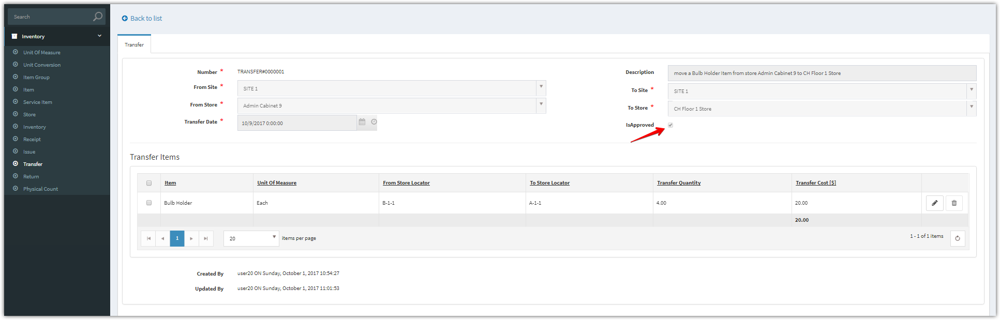 Search
Back to list
Inventory
Unit Of Measure
Unit Conversion
Item Group
Item
Service Item
Store
Inventory
Receipt
Issue
Transfer
Return
Physical Count
Transfer
Number * TRANSFER#0000001
Description move a Bulb Holder Item from store Admin Cabinet 9 to CH Floor 1 Store
From Site * SITE 1
To Site * SITE 1
From Store * Admin Cabinet 9
To Store * CH Floor 1 Store
Transfer Date * 10/9/2017 0:00:00
IsApproved
Transfer Items
Item Unit Of Measure From Store Locator To Store Locator Transfer Quantity Transfer Cost [$]
Bulb Holder Each B-1-1 A-1-1 4.00 20.00
20.00
1 20 items per page 1 - 1 of 1 items
Created By user20 ON Sunday, October 1, 2017 10:54:27
Updated By user20 ON Sunday, October 1, 2017 11:01:53